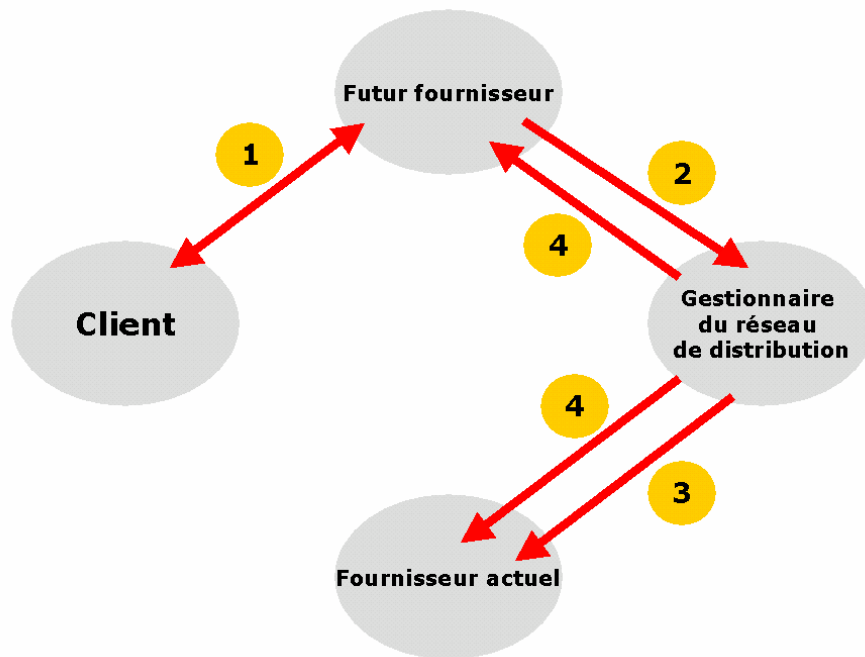 Futur fournisseur
1
2
4
Client
Gestionnaire
du réseau
de distribution
4
3
Fournisseur actuel